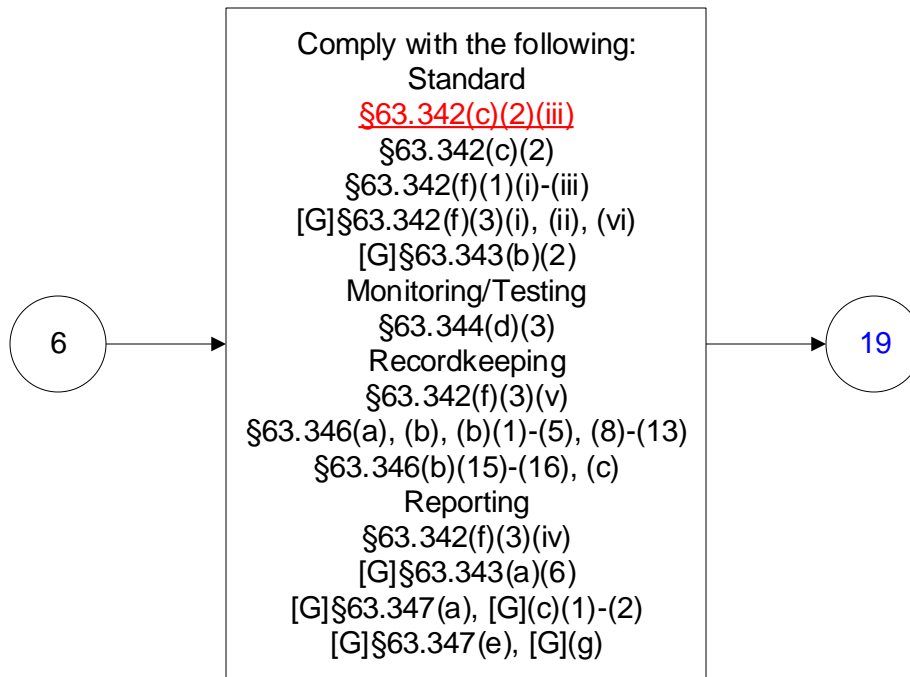 Comply with the following:
Standard
§63.342(c)(2)(iii)
§63.342(c)(2)
§63.342(f)(1)(i)-(iii)
[G]§63.342(f)(3)(i), (ii), (vi)
[G]§63.343(b)(2)
Monitoring/Testing
§63.344(d)(3)
Recordkeeping
§63.342(f)(3)(v)
§63.346(a), (b), (b)(1)-(5), (8)-(13)
§63.346(b)(15)-(16), (c)
Reporting
§63.342(f)(3)(iv)
[G]§63.343(a)(6)
[G]§63.347(a), [G](c)(1)-(2)
[G]§63.347(e), [G](g)
6
19